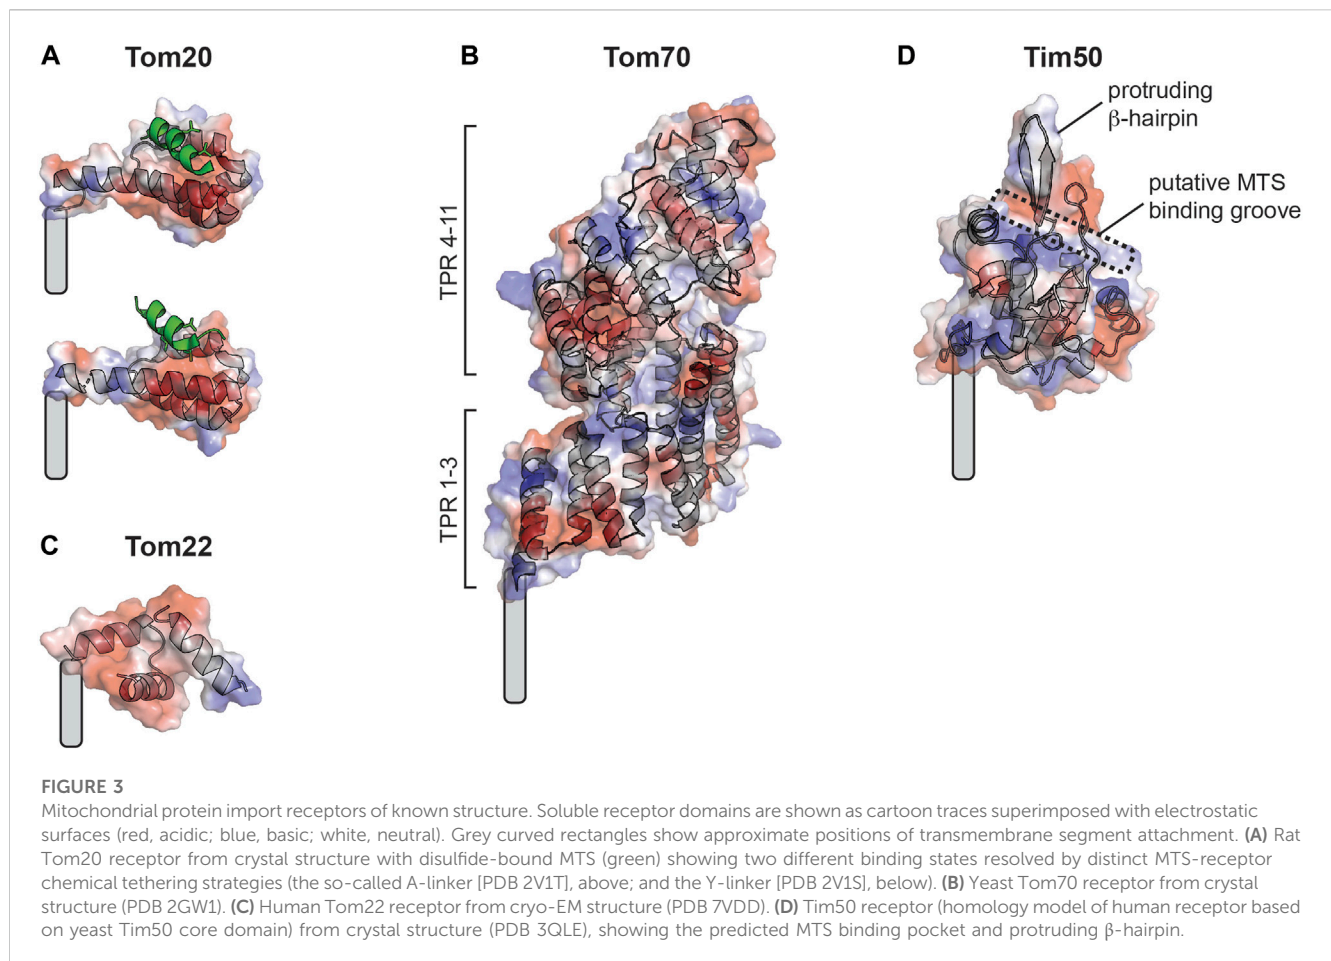 A Tom20
B Tom70
TPR 4-11
TPR 1-3
C Tom22
D Tim50
protruding
β-hairpin
putative MTS
binding groove
FIGURE 3
Mitochondrial protein import receptors of known structure. Soluble receptor domains are shown as cartoon traces superimposed with electrostatic
surfaces (red, acidic; blue, basic; white, neutral). Grey curved rectangles show approximate positions of transmembrane segment attachment. (A) Rat
Tom20 receptor from crystal structure with disulfide-bound MTS (green) showing two different binding states resolved by distinct MTS-receptor
chemical tethering strategies (the so-called A-linker [PDB 2V1T], above; and the Y-linker [PDB 2V1S], below). (B) Yeast Tom70 receptor from crystal
structure (PDB 2GW1). (C) Human Tom22 receptor from cryo-EM structure (PDB 7VDD). (D) Tim50 receptor (homology model of human receptor based
on yeast Tim50 core domain) from crystal structure (PDB 3QLE), showing the predicted MTS binding pocket and protruding β-hairpin.